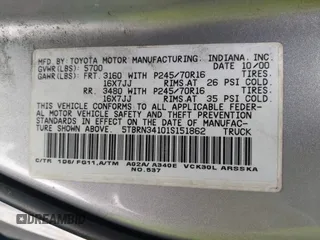 MFD. BY: TOYOTA MOTOR MANUFACTURING, INDIANA, INC.
GVWR(LBS): 5700 DATE 10/00
GAWR(LBS): FRT. 3160 WITH P245/70R16 TIRES
16X7JJ RIMS AT 26 PSI COLD
RR. 3480 WITH P245/70R16 TIRES
16X7JJ RIMS AT 35 PSI COLD
THIS VEHICLE CONFORMS TO ALL APPLICABLE FEDER-
AL MOTOR VEHICLE SAFETY AND THEFT PREVENTION
STANDARDS IN EFFECT ON THE DATE OF MANUFAC-
TURE SHOWN ABOVE.
5TBRN34101S151862 TRUCK
C/TR: 1D6/FG11,A/TM: A02A/A340E VCK30L-ARSSKA
NO.537
DREAMBID